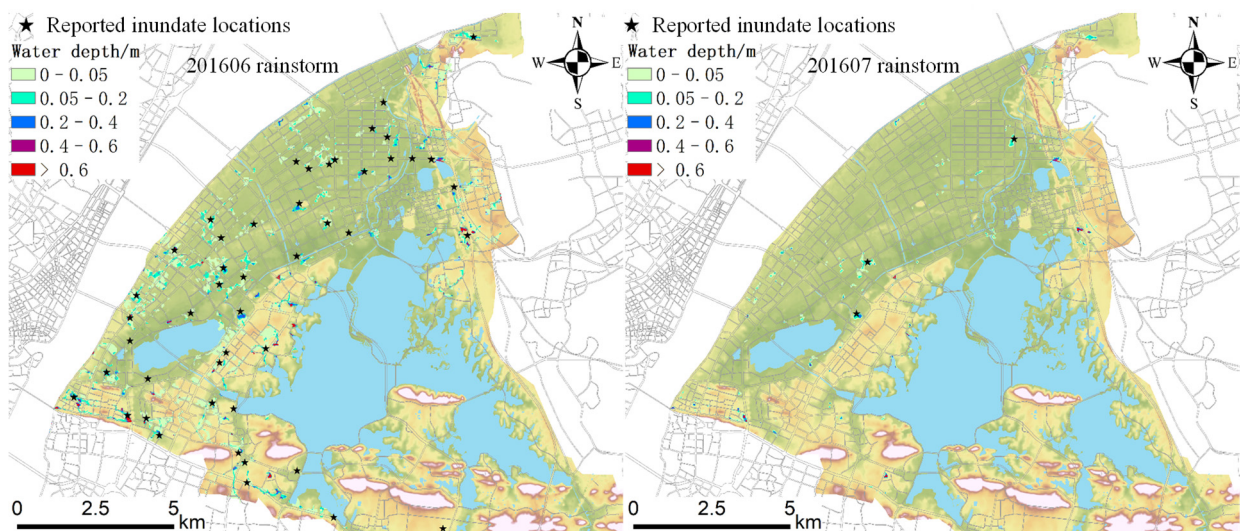 ★ Reported inundate locations
Water depth/m
201606 rainstorm
0 - 0.05
0.05 - 0.2
0.2 - 0.4
0.4 - 0.6
> 0.6
N
W E
S
0 2.5 5
km
★ Reported inundate locations
Water depth/m
201607 rainstorm
0 - 0.05
0.05 - 0.2
0.2 - 0.4
0.4 - 0.6
> 0.6
N
W E
S
0 2.5 5
km